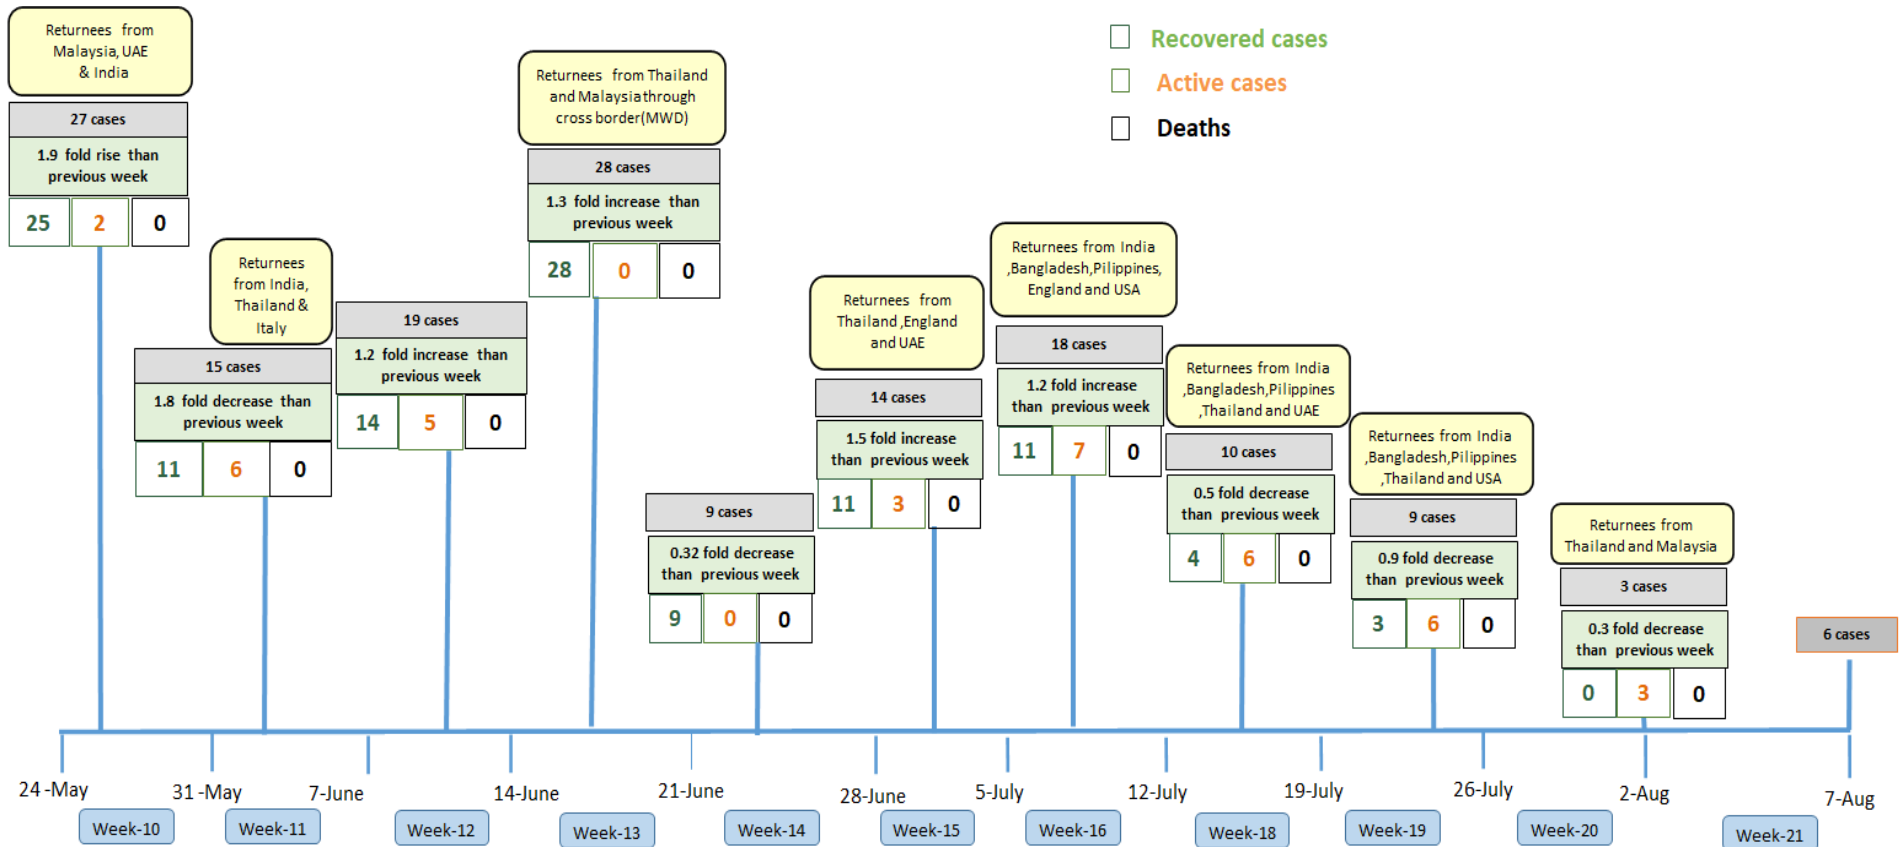 Returnees from
Malaysia, UAE
& India
27 cases
1.9 fold rise than
previous week
25 2 0
Returnees
from India,
Thailand &
Italy
15 cases
1.8 fold decrease than
previous week
11 6 0
19 cases
1.2 fold increase than
previous week
14 5 0
Returnees from Thailand
and Malaysiathrough
cross border(MWD)
28 cases
1.3 fold increase than
previous week
28 0 0
9 cases
0.32 fold decrease
than previous week
9 0 0
Returnees from
Thailand ,England
and UAE
14 cases
1.5 fold increase
than previous week
11 3 0
Returnees from India
,Bangladesh,Pilippines,
England and USA
18 cases
1.2 fold increase
than previous week
11 7 0
Returnees from India
,Bangladesh,Pilippines
,Thailand and UAE
10 cases
0.5 fold decrease
than previous week
4 6 0
Returnees from India
,Bangladesh,Pilippines
,Thailand and USA
9 cases
0.9 fold decrease
than previous week
3 6 0
Returnees from
Thailand and Malaysia
3 cases
0.3 fold decrease
than previous week
0 3 0
6 cases
Recovered cases
Active cases
Deaths
24 -May 31 -May 7-June 14-June 21-June 28-June 5-July 12-July 19-July 26-July 2-Aug 7-Aug
Week-10 Week-11 Week-12 Week-13 Week-14 Week-15 Week-16 Week-18 Week-19 Week-20 Week-21